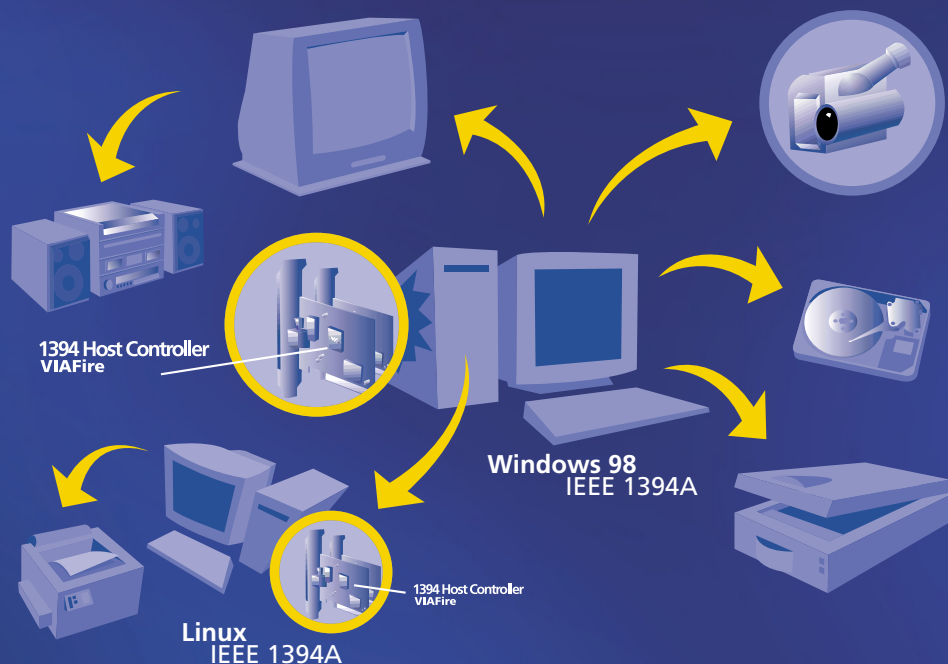 1394 Host Controller
VIAFire
Windows 98
IEEE 1394A
1394 Host Controller
VIAFire
Linux
IEEE 1394A